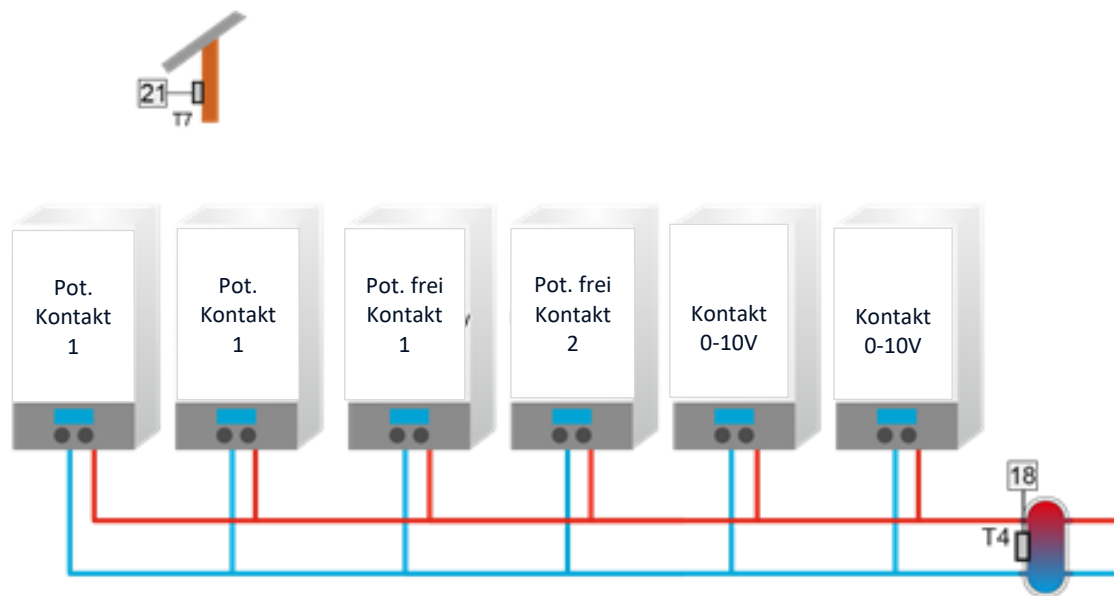 21
T7
Pot.
Kontakt
1
Pot.
Kontakt
1
Pot. frei
Kontakt
1
Pot. frei
Kontakt
2
Kontakt
0-10V
Kontakt
0-10V
18
T4